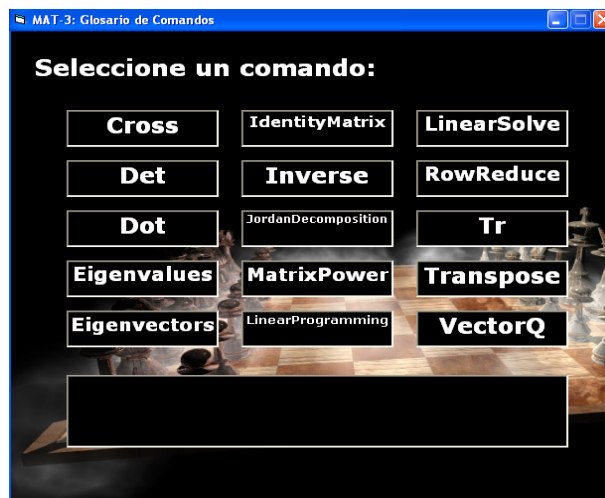 MAT-3: Glosario de Comandos
Seleccione un comando:
Cross IdentityMatrix LinearSolve
Det Inverse RowReduce
Dot JordanDecomposition Tr
Eigenvalues MatrixPower Transpose
Eigenvectors LinearProgramming VectorQ